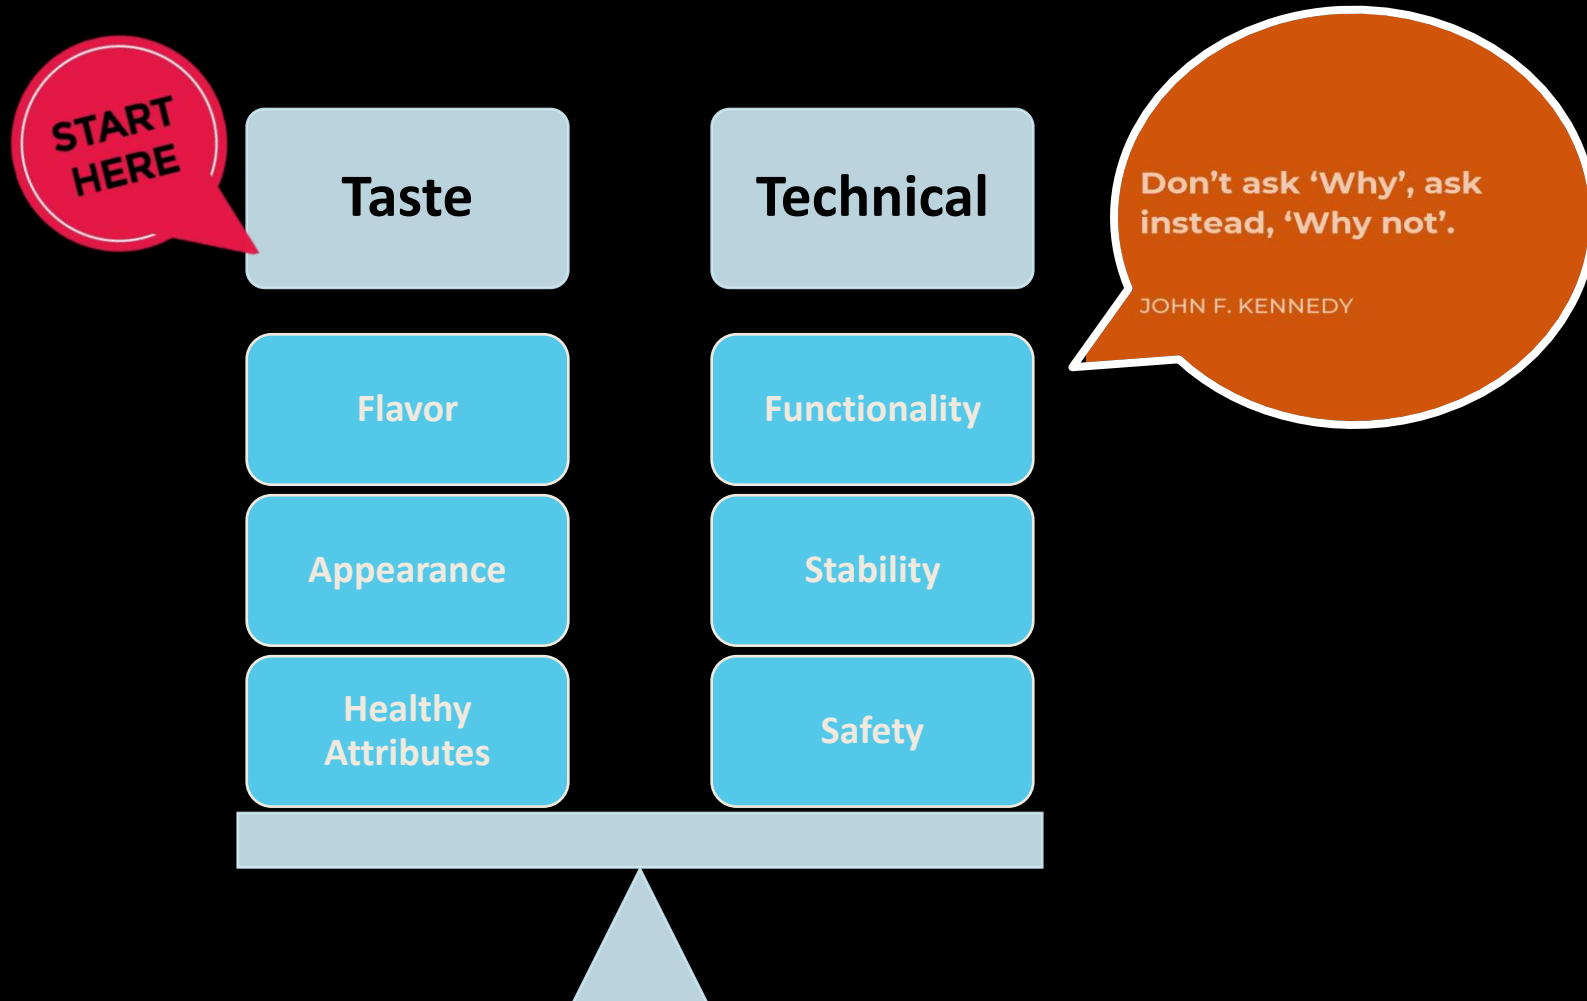 START
HERE
Taste
Technical
Don’t ask ‘Why’, ask
instead, ‘Why not’.
JOHN F. KENNEDY
Flavor
Functionality
Appearance
Stability
Healthy
Attributes
Safety